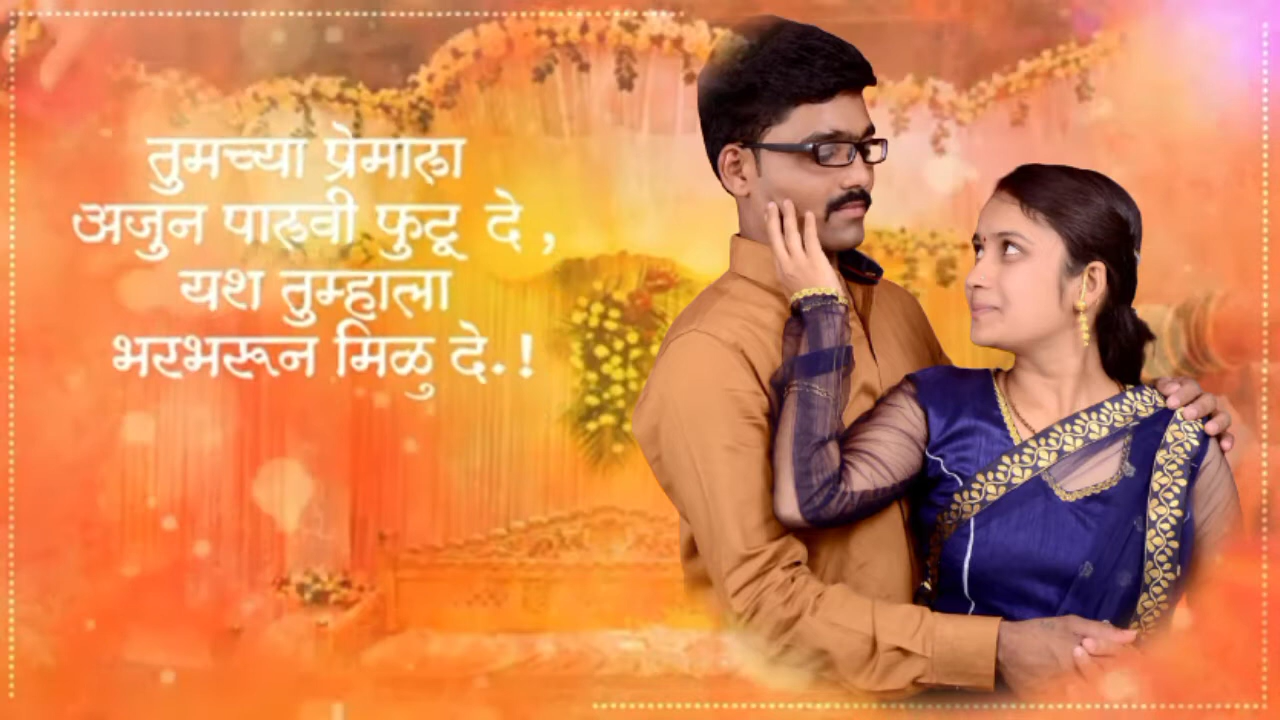 तुमच्या प्रेमाला
अजुन पालवी फुटू दे ,
यश तुम्हाला
भरभरून मिळु दे.!